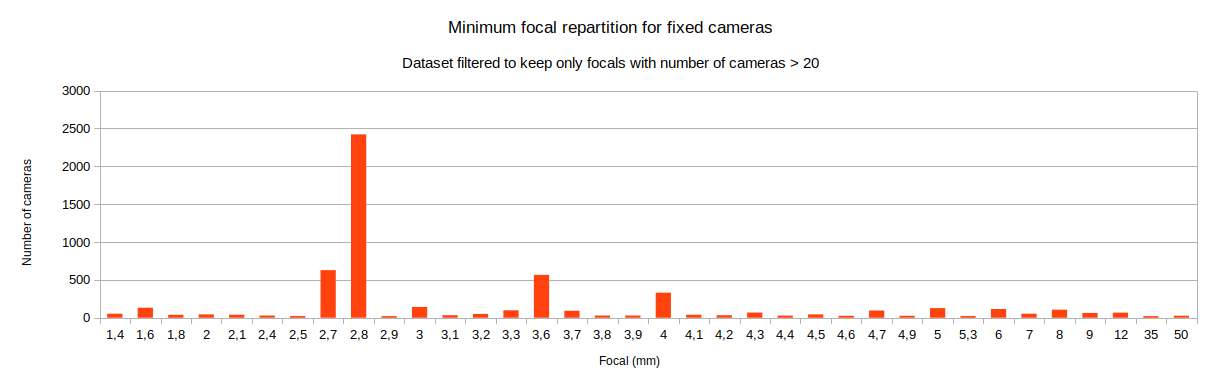 Minimum focal repartition for fixed cameras
Dataset filtered to keep only focals with number of cameras > 20
Number of cameras
3000
2500
2000
1500
1000
500
0
1,4 1,6 1,8 2 2,1 2,4 2,5 2,7 2,8 2,9 3 3,1 3,2 3,3 3,6 3,7 3,8 3,9 4 4,1 4,2 4,3 4,4 4,5 4,6 4,7 4,9 5 5,3 6 7 8 9 12 35 50
Focal (mm)